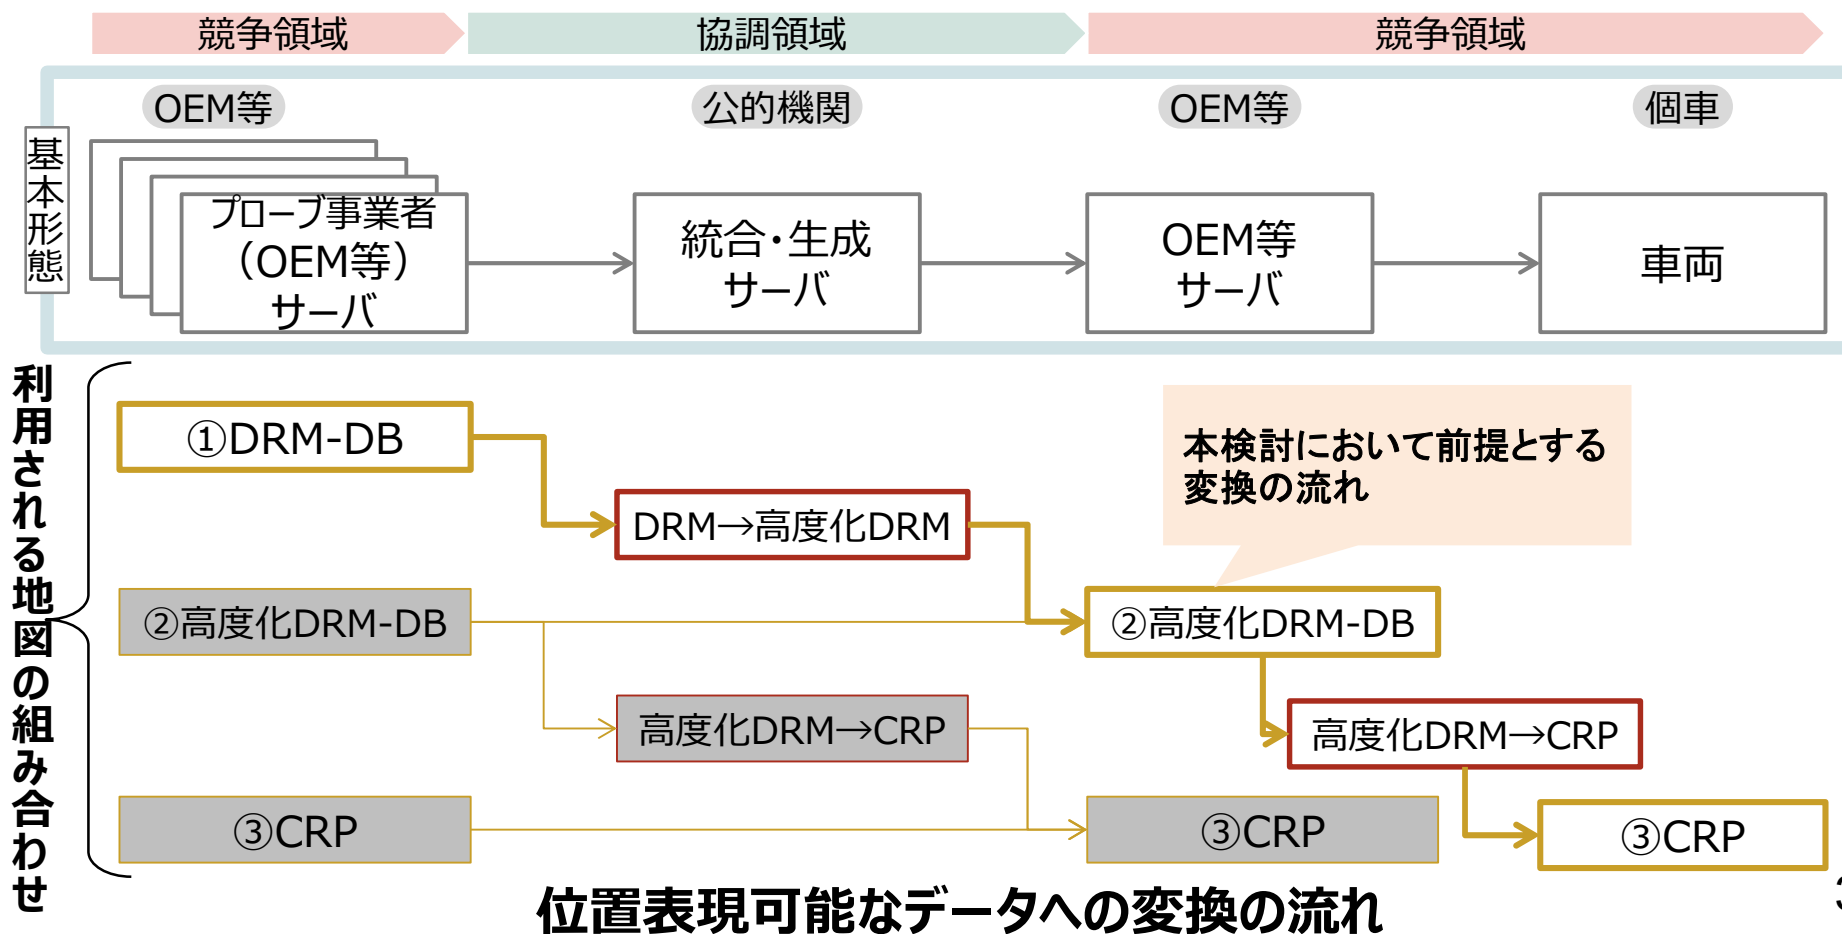 競争領域
協調領域
競争領域
OEM等
公的機関
OEM等
個車
基本形態
プローブ事業者
（OEM等）
サーバ
統合・生成
サーバ
OEM等
サーバ
車両
利用される地図の組み合わせ
①DRM-DB
本検討において前提とする
変換の流れ
DRM→高度化DRM
②高度化DRM-DB
②高度化DRM-DB
高度化DRM→CRP
高度化DRM→CRP
③CRP
③CRP
③CRP
位置表現可能なデータへの変換の流れ